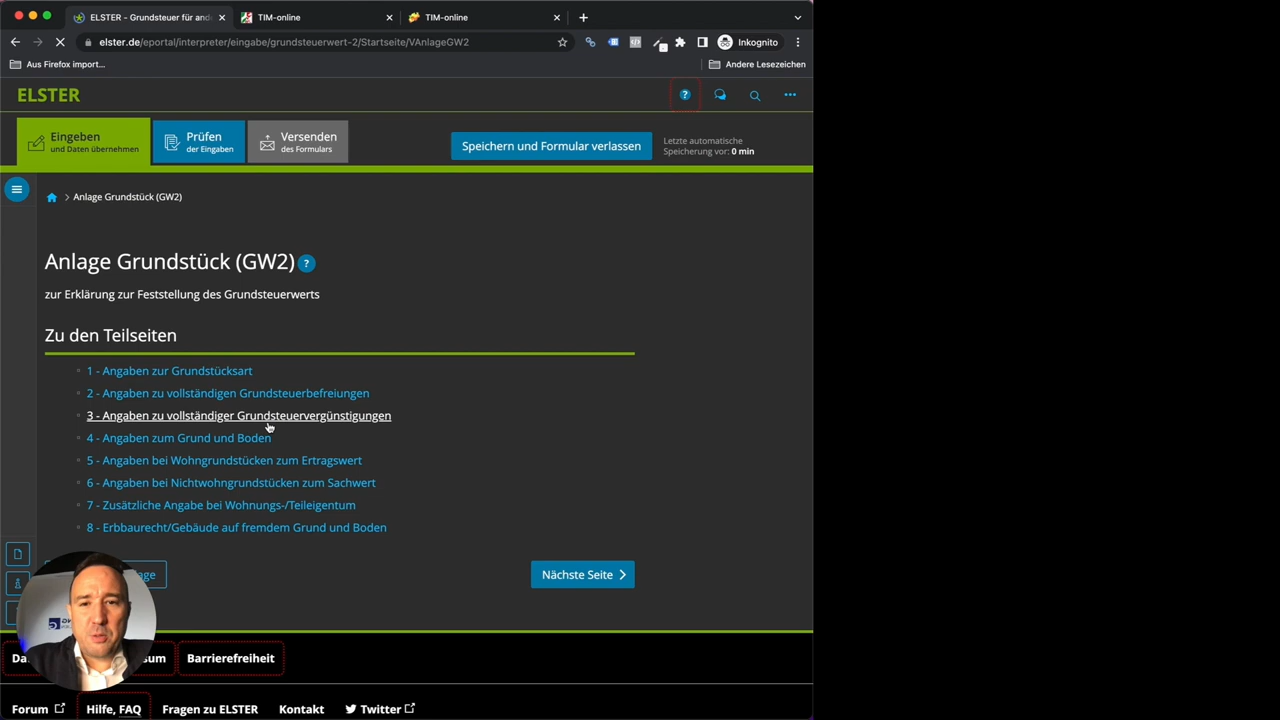 ELSTER - Grundsteuer für and
TIM-online
TIM-online
elster.de/eportal/interpreter/eingabe/grundsteuerwert-2/Startseite/VAnlageGW2
Inkognito
Aus Firefox import...
Andere Lesezeichen
ELSTER
Eingeben
und Daten übernehmen
Prüfen
der Eingaben
Versenden
des Formulars
Speichern und Formular verlassen
Letzte automatische
Speicherung vor: 0 min
Anlage Grundstück (GW2)
Anlage Grundstück (GW2) ?
zur Erklärung zur Feststellung des Grundsteuerwerts
Zu den Teilseiten
1 - Angaben zur Grundstücksart
2 - Angaben zu vollständigen Grundsteuerbefreiungen
3 - Angaben zu vollständiger Grundsteuervergünstigungen
4 - Angaben zum Grund und Boden
5 - Angaben bei Wohngrundstücken zum Ertragswert
6 - Angaben bei Nichtwohngrundstücken zum Sachwert
7 - Zusätzliche Angabe bei Wohnungs-/Teileigentum
8 - Erbbaurecht/Gebäude auf fremdem Grund und Boden
Nächste Seite
Barrierefreiheit
Forum
Hilfe, FAQ
Fragen zu ELSTER
Kontakt
Twitter